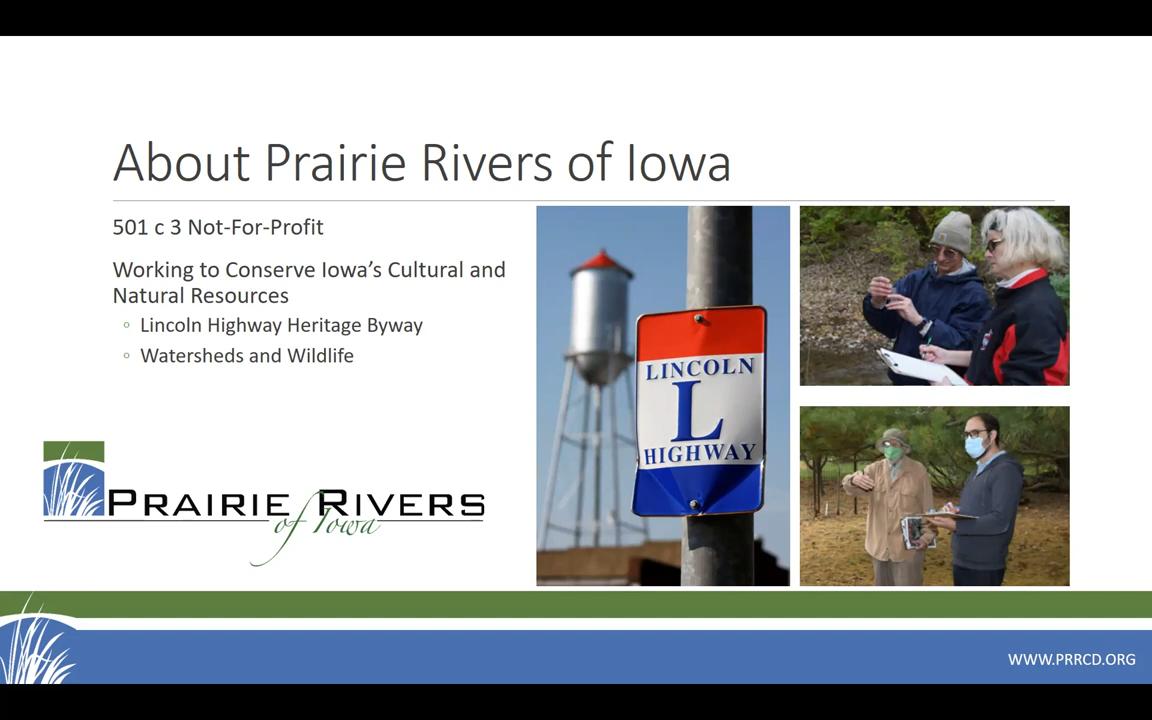 About Prairie Rivers of Iowa
501 c 3 Not-For-Profit
Working to Conserve Iowa’s Cultural and
Natural Resources
Lincoln Highway Heritage Byway
Watersheds and Wildlife
LINCOLN
L
HIGHWAY
PRAIRIE RIVERS
of Iowa
WWW.PRRCD.ORG